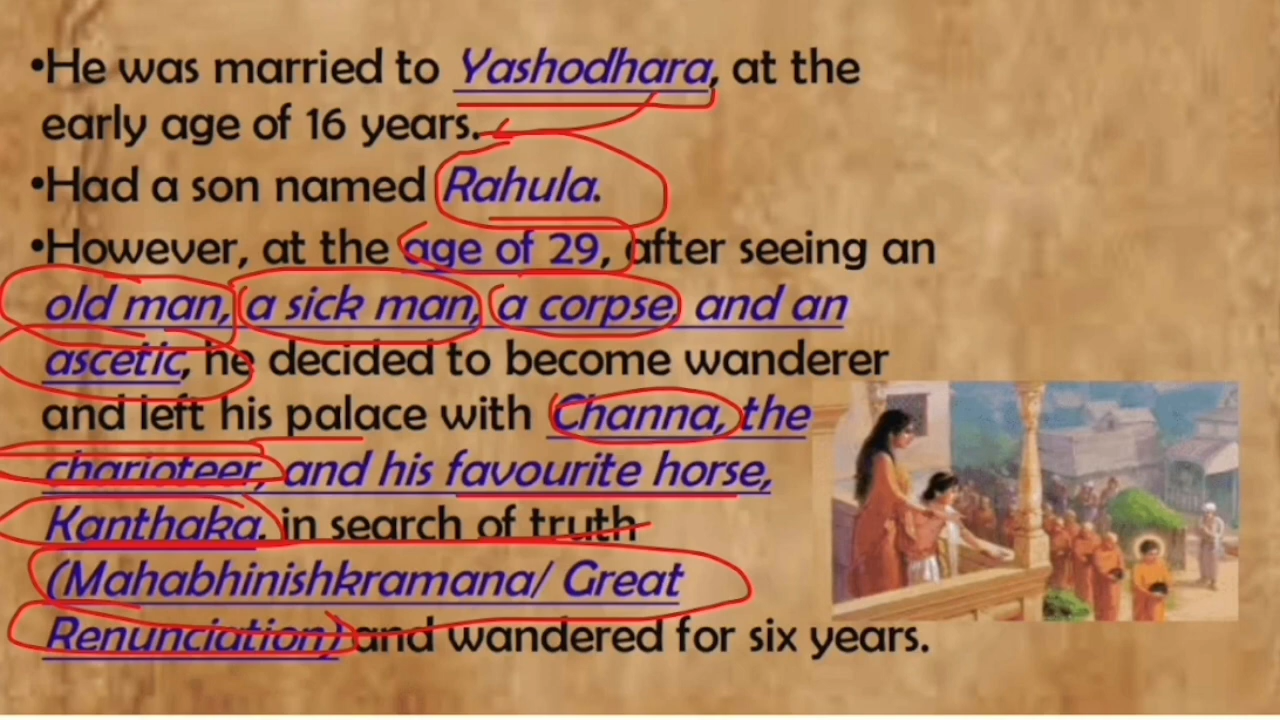 •He was married to Yashodhara, at the
early age of 16 years.
•Had a son named Rahula.
•However, at the age of 29, after seeing an
old man, a sick man, a corpse, and an
ascetic, he decided to become wanderer
and left his palace with Channa, the
charioteer, and his favourite horse,
Kanthaka, in search of truth
(Mahabhinishkramana/ Great
Renunciation) and wandered for six years.